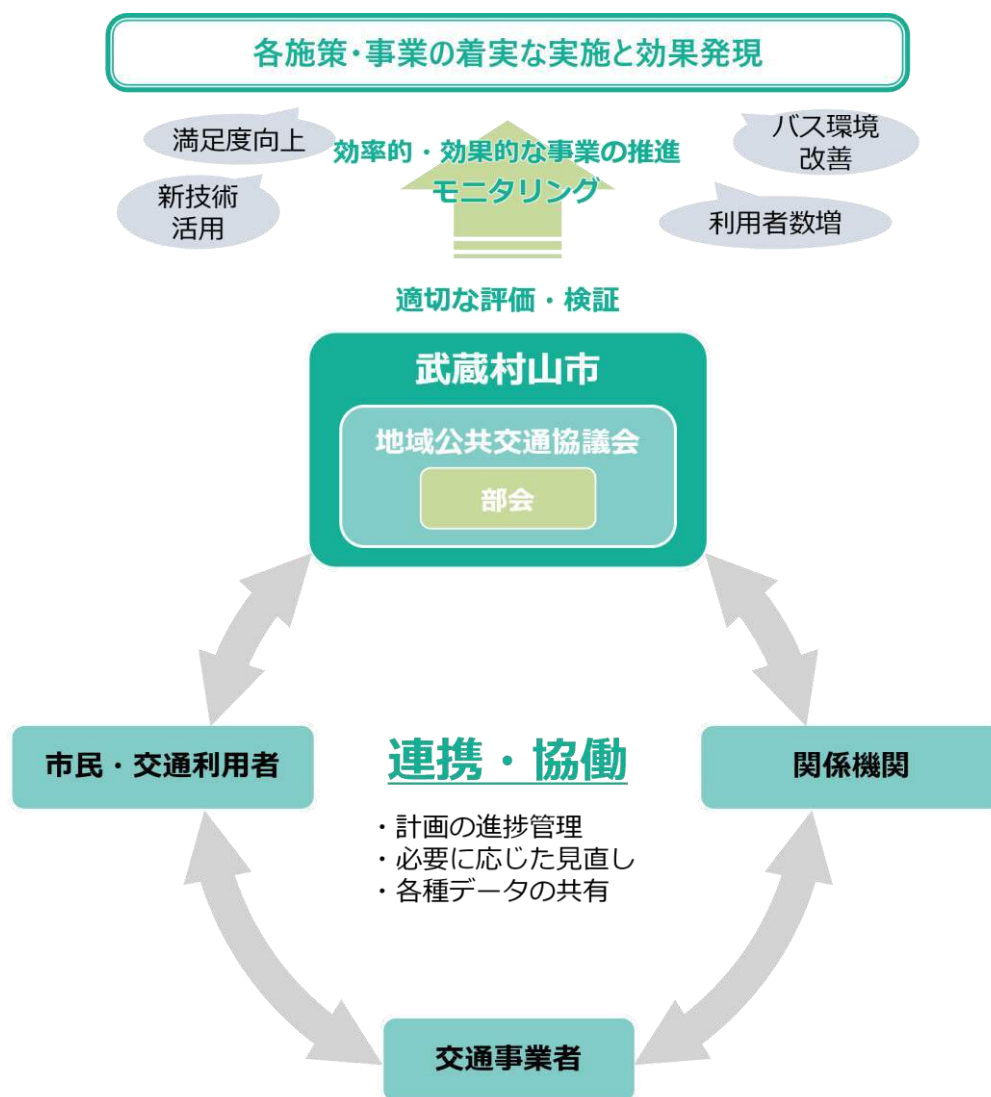 各施策・事業の着実な実施と効果発現
満足度向上
バス環境
改善
効率的・効果的な事業の推進
モニタリング
新技術
活用
利用者数増
適切な評価・検証
武蔵村山市
地域公共交通協議会
部会
市民・交通利用者
連携・協働
関係機関
・計画の進捗管理
・必要に応じた見直し
・各種データの共有
交通事業者